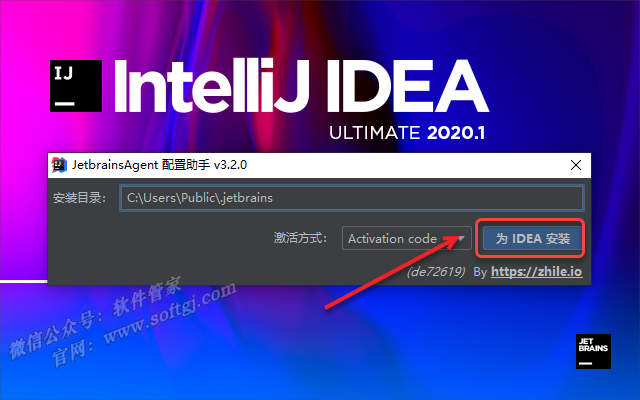 IJ
IntelliJ IDEA
ULTIMATE 2020.1
JetbrainsAgent 配置助手 v3.2.0
安装目录: C:\Users\Public\.jetbrains
激活方式: Activation code 为 IDEA 安装
(de72619) By https://zhile.io
微信公众号：软件管家
官网：www.softgj.com
JET
BRAINS